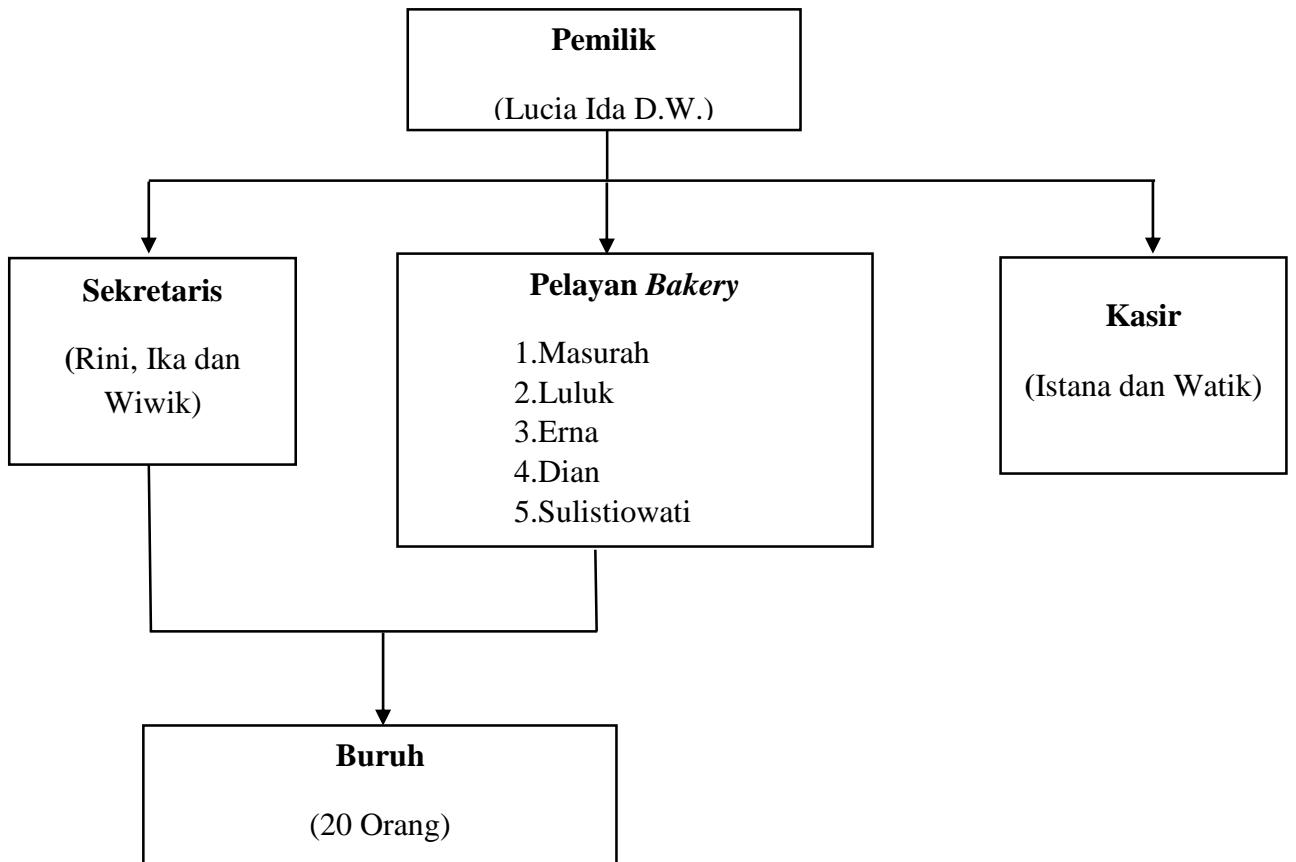 Pemilik
(Lucia Ida D.W.)
Sekretaris
(Rini, Ika dan
Wiwik)
Pelayan Bakery
1.Masurah
2.Luluk
3.Erna
4.Dian
5.Sulistiowati
Kasir
(Istana dan Watik)
Buruh
(20 Orang)